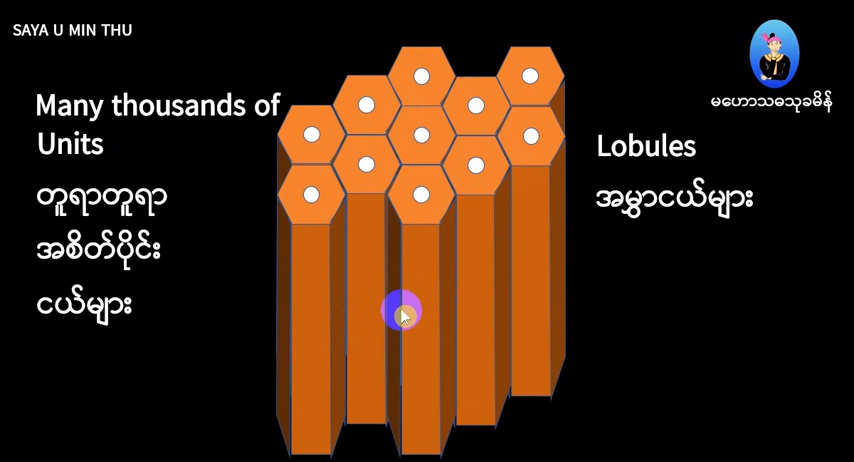 SAYA U MIN THU
Many thousands of
Units
တူရာတူရာ
အစိတ်ပိုင်း
ငယ်များ
မဟောသဓသုခမိန်
Lobules
အမွှာငယ်များ